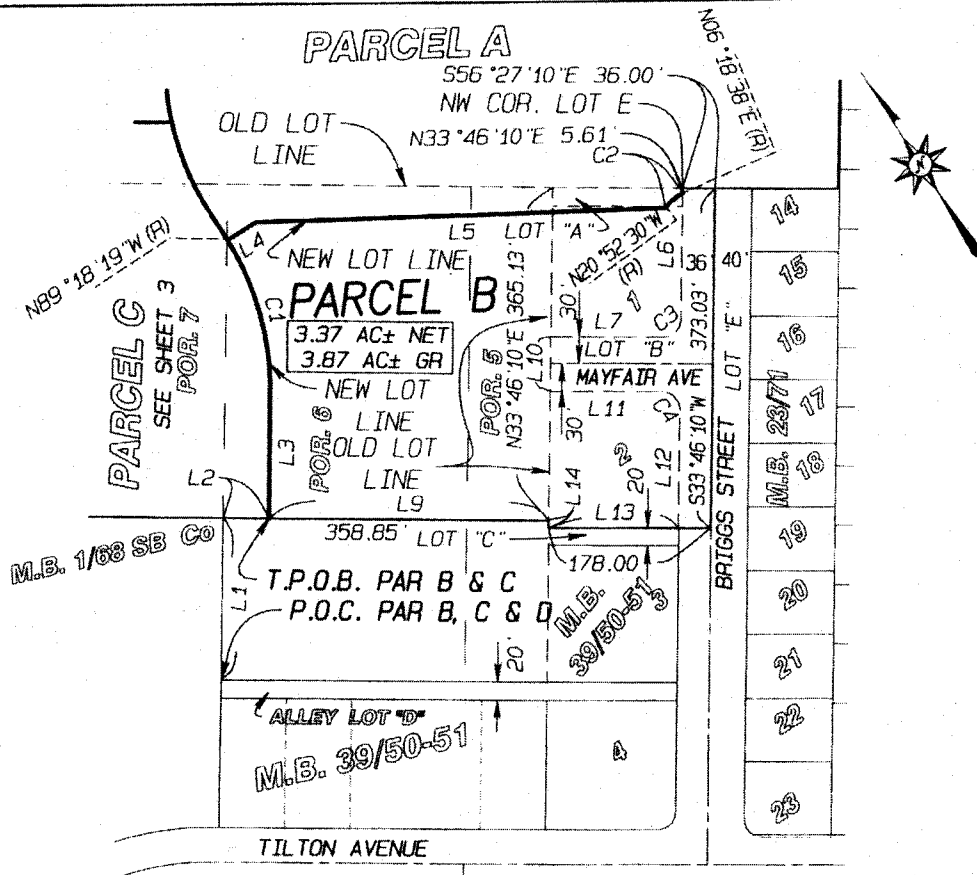 PARCEL A
S56°27'10"E 36.00'
NW COR. LOT E
N33°46'10"E 5.61'
C2
N06°18'38"E (R)
OLD LOT
LINE
N
N89°18'19"W (R)
L4
L5
LOT "A"
NEW LOT LINE
N20°52'30"W
(R)
L6
36'
40'
14
15
16
17
18
19
20
21
22
23
PARCEL C
SEE SHEET 3
POR. 7
C1
PARCEL B
3.37 AC± NET
3.87 AC± GR
N33°46'10"E 365.13'
POR. 5
30'
1
L7
C3
LOT "B"
L10
MAYFAIR AVE
L11
C4
30'
373.03'
S33°46'10"W
LOT "E"
BRIGGS STREET
M.B. 23/71
NEW LOT
LINE
POR. 6
OLD LOT
LINE
L3
L2
L9
L14
2
20'
L12
L13
358.85'
LOT "C"
178.00
M.B. 1/68 SB Co
L1
T.P.O.B. PAR B & C
P.O.C. PAR B, C & D
M.B.
39/50-51
3
20'
ALLEY LOT "D"
M.B. 39/50-51
4
TILTON AVENUE